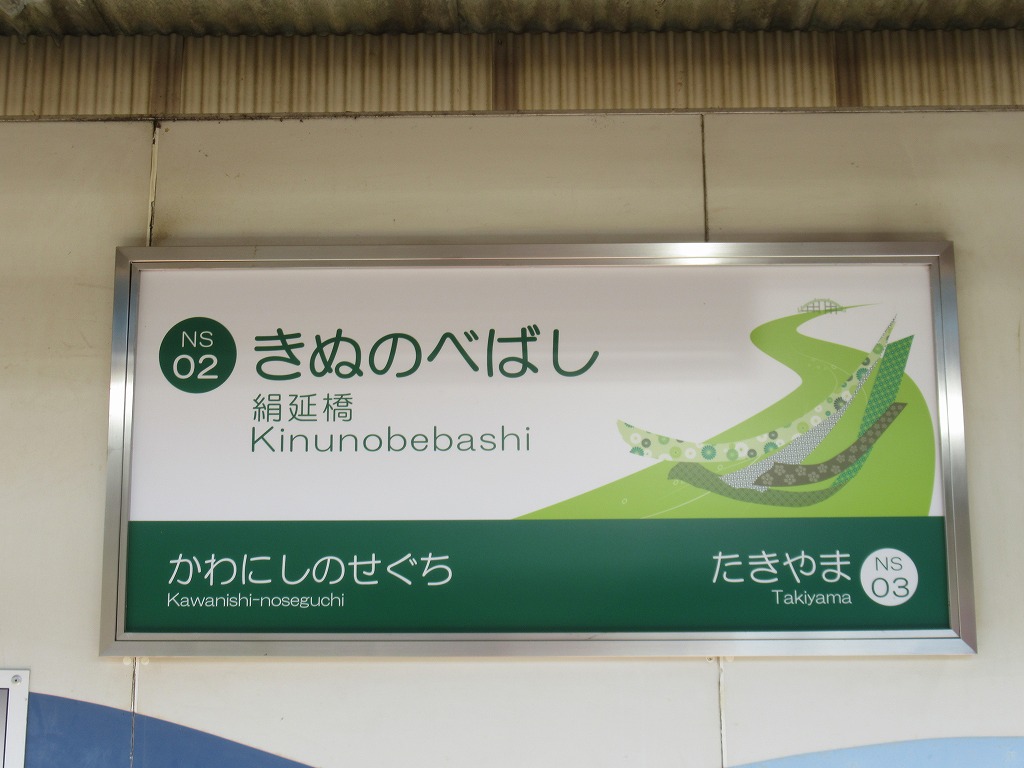 NS
02
きぬのべばし
絹延橋
Kinunobebashi
かわにしのせぐち
Kawanishi-noseguchi
たきやま
Takiyama
NS
03